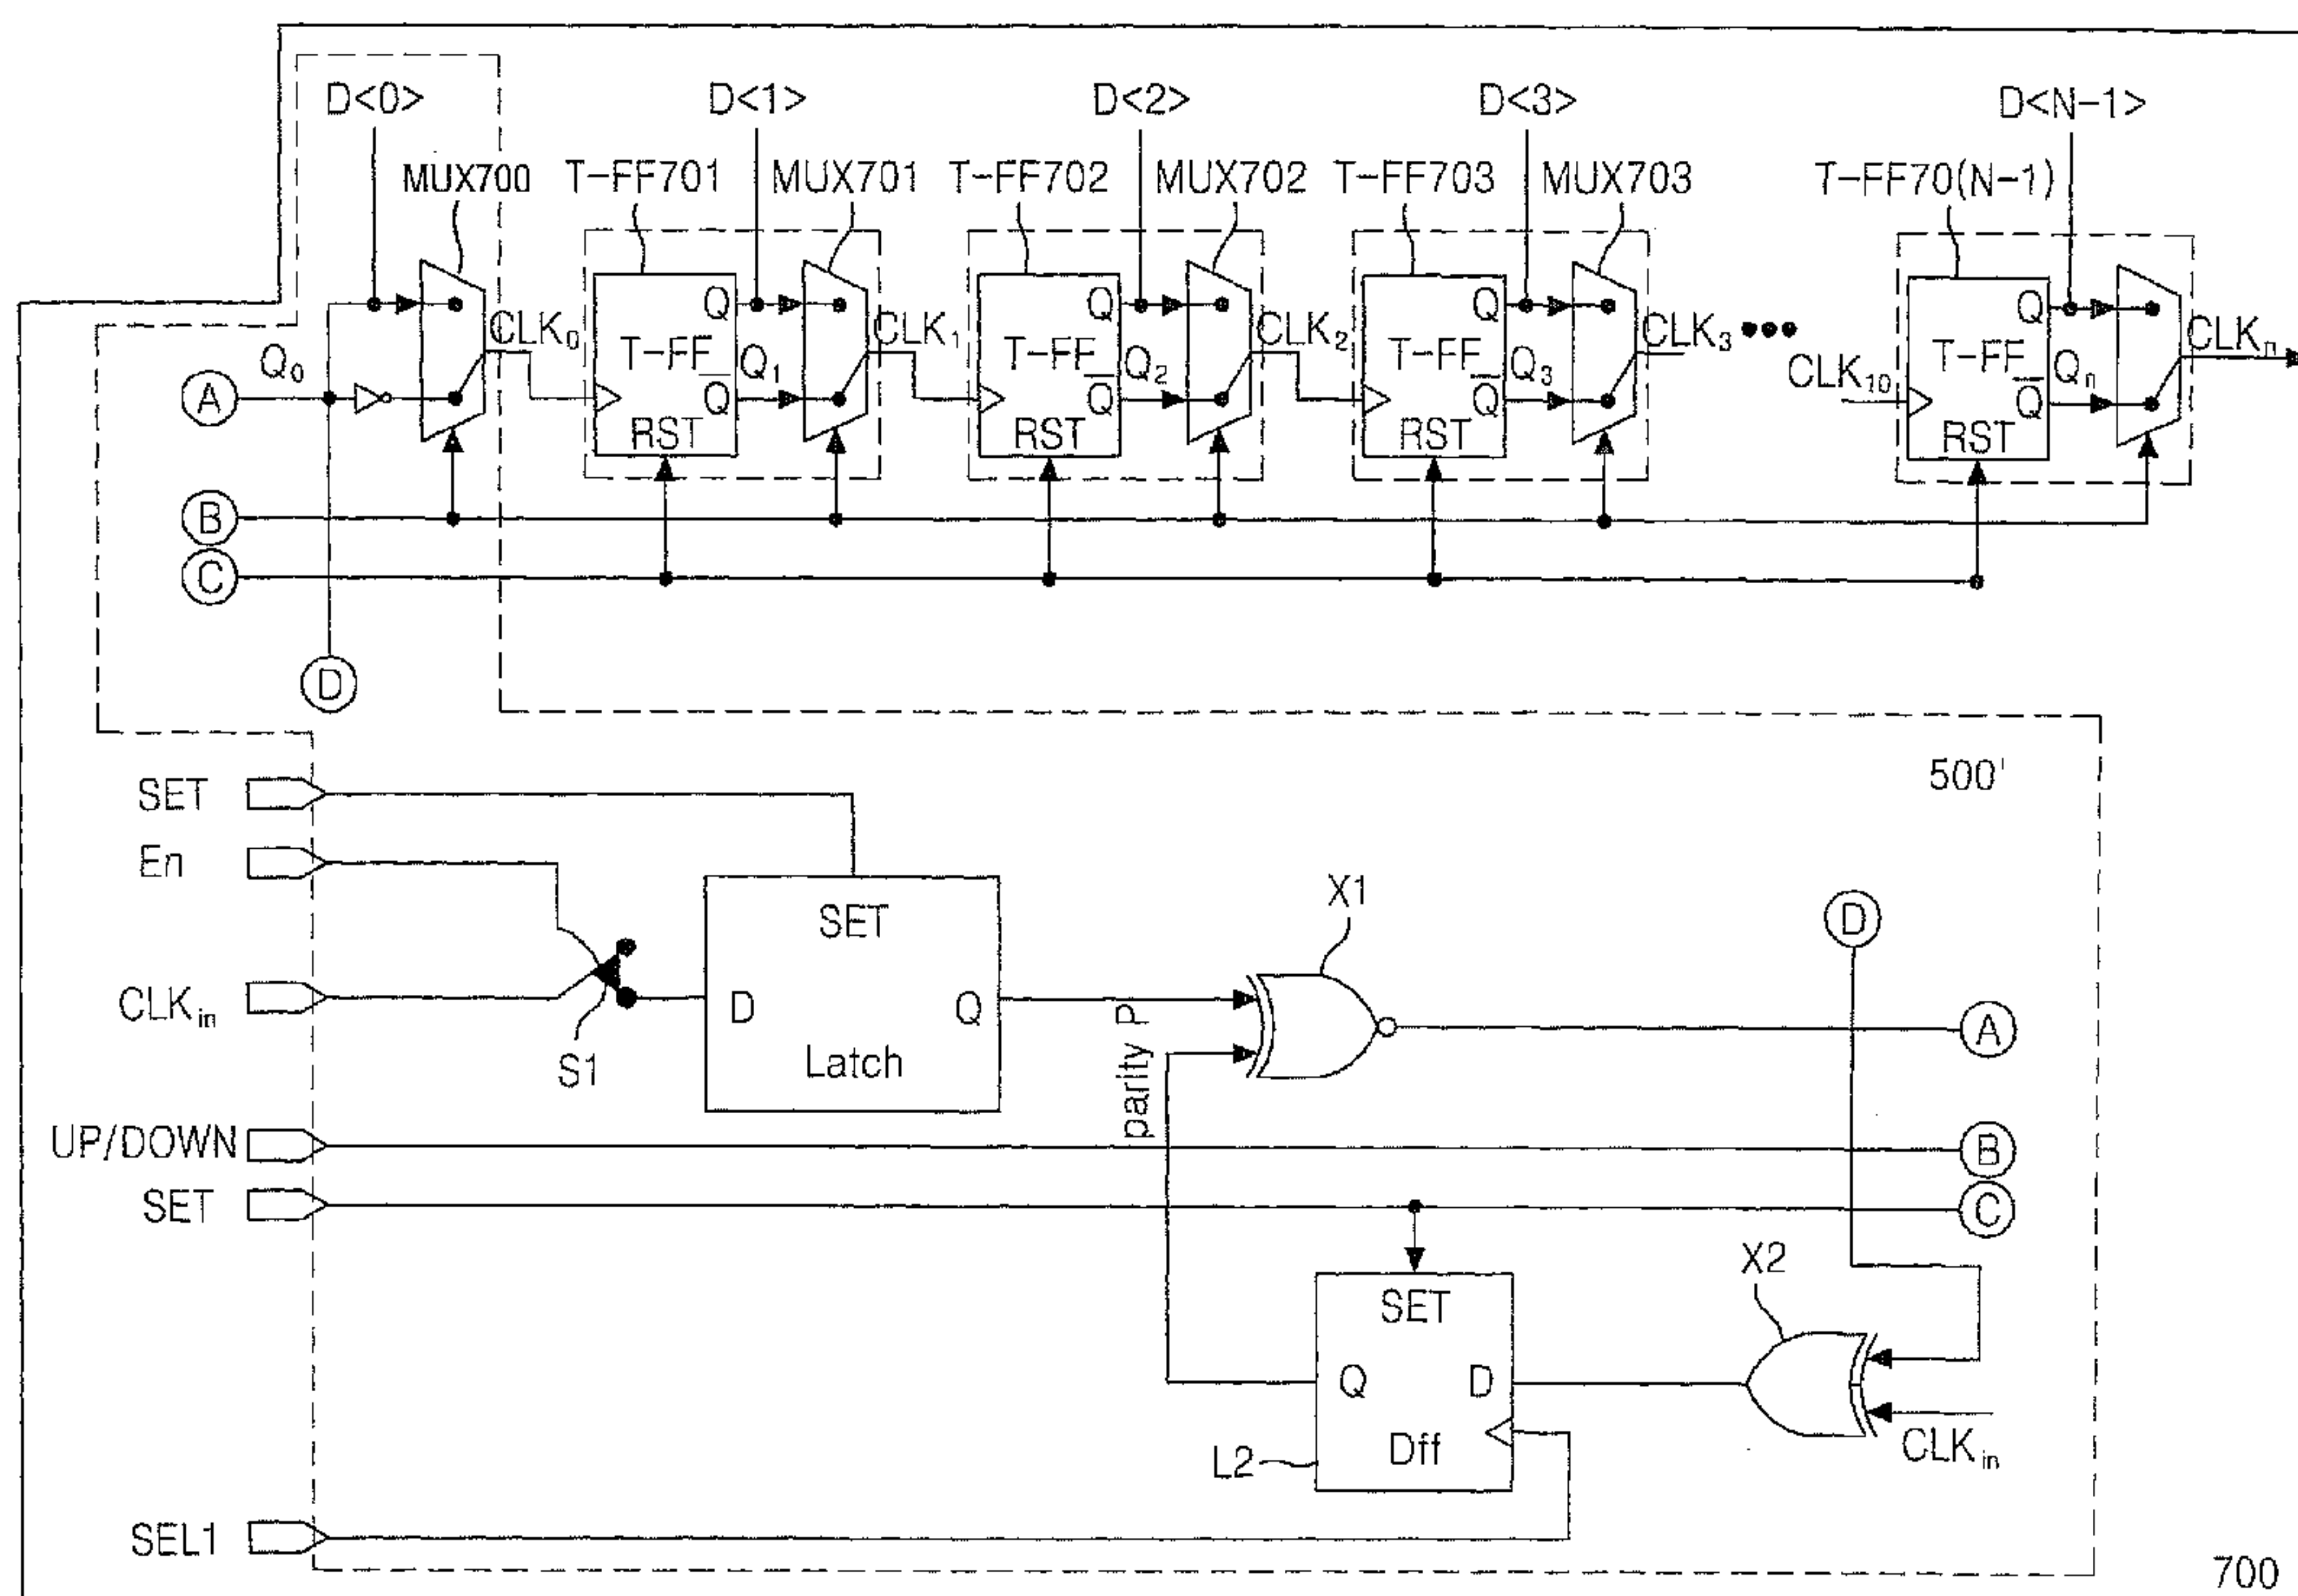 D<0> D<1> D<2> D<3> D<N-1>
MUX700 T-FF701 MUX701 T-FF702 MUX702 T-FF703 MUX703 T-FF70(N-1)
Q Q Q Q
CLK0 CLK1 CLK2 CLK3 ••• CLKn
Q0 T-FF Q1 T-FF Q2 T-FF Q3 CLK10 T-FF Qn
A Q̅ Q̅ Q̅ Q̅
RST RST RST RST
B
C
D
500'
SET
En
SET X1 D
CLKin D Q parity P A
S1 Latch
UP/DOWN B
SET C
SET X2
Q D
L2 Dff CLKin
SEL1
700